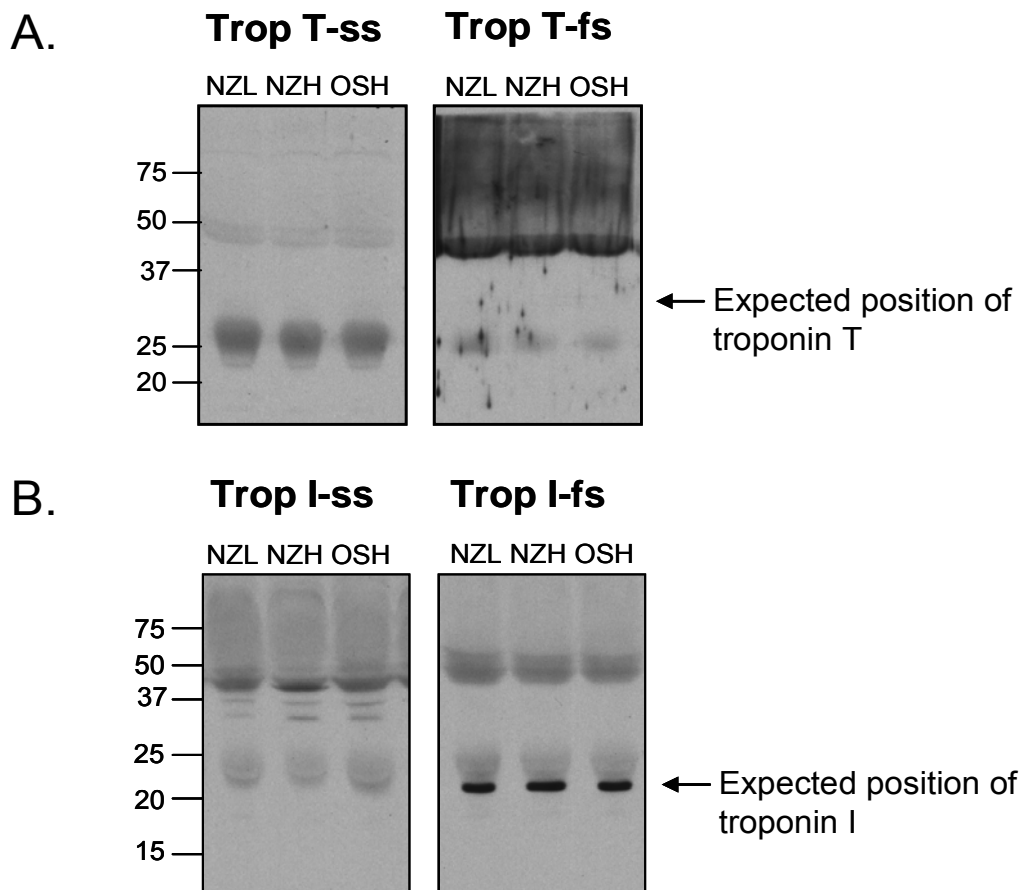 A.
Trop T-ss Trop T-fs
NZL NZH OSH NZL NZH OSH
75
50
37
25
20
Expected position of
troponin T
B.
Trop I-ss Trop I-fs
NZL NZH OSH NZL NZH OSH
75
50
37
25
20
15
Expected position of
troponin I